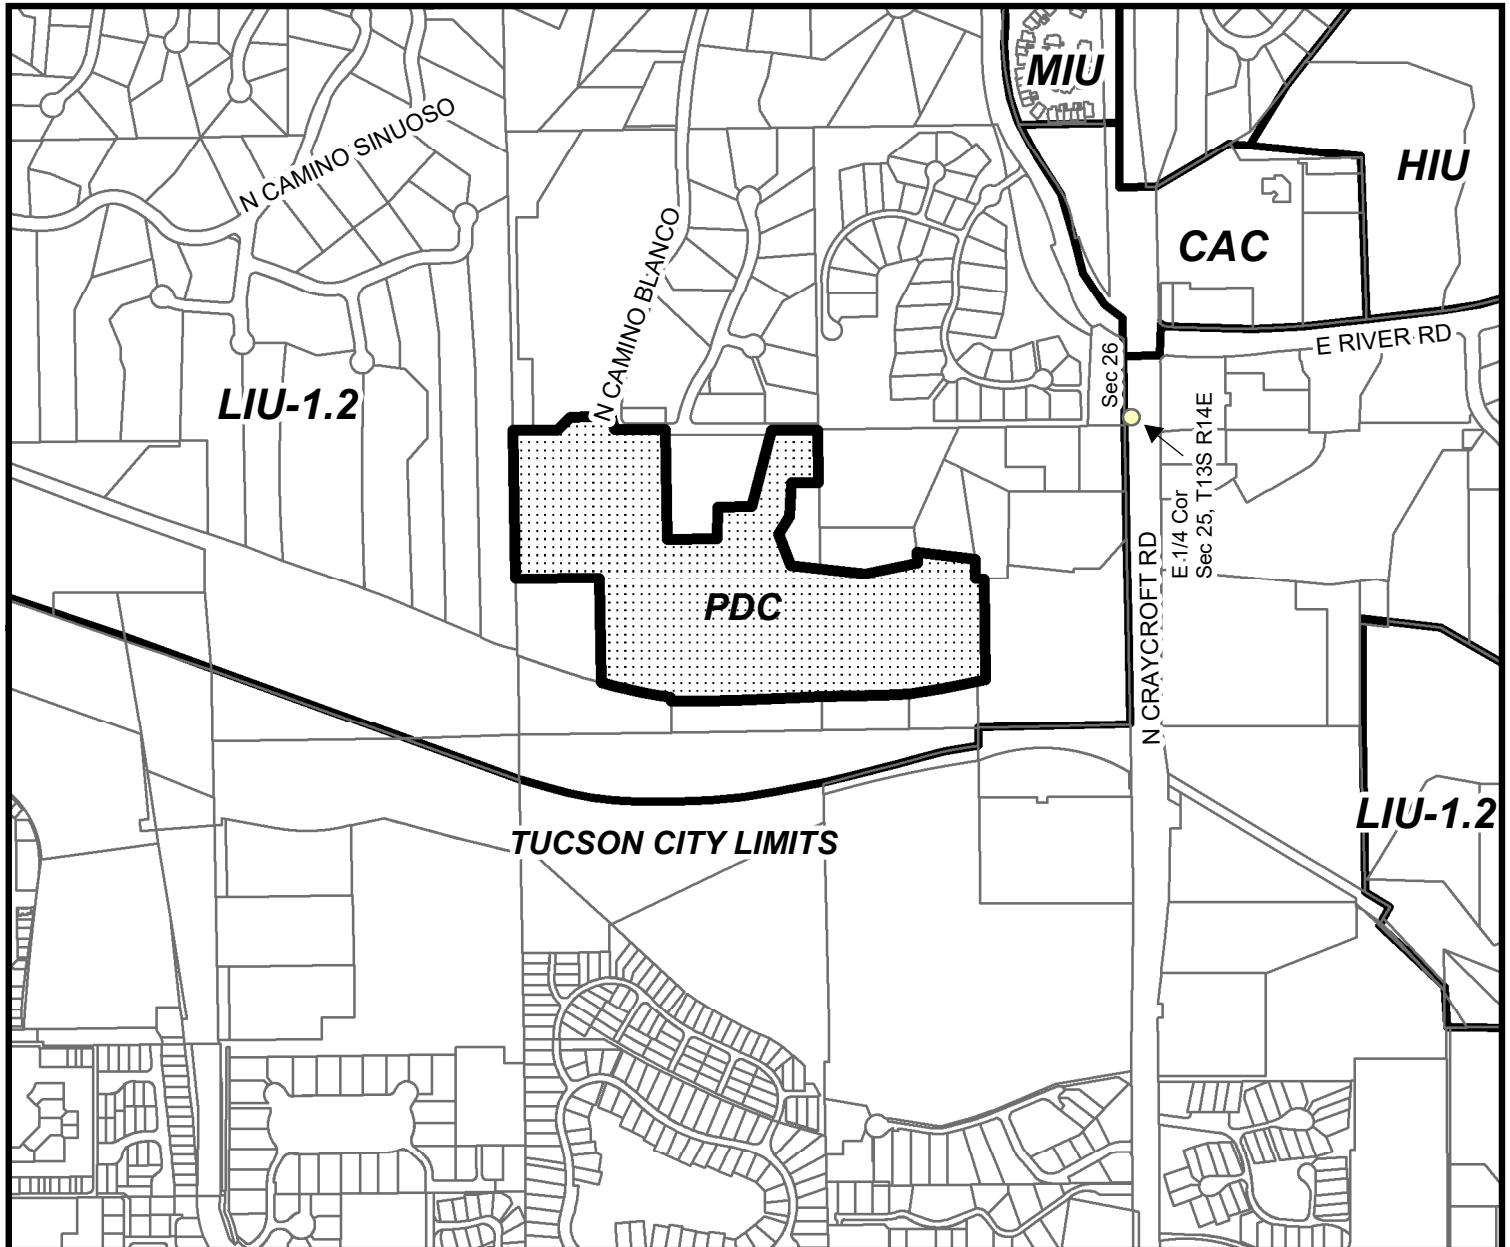 MIU
N CAMINO SINUOSO
HIU
CAC
N CAMINO BLANCO
E RIVER RD
Sec 26
LIU-1.2
E 1/4 Cor
Sec 25, T13S R14E
PDC
N CRAYCROFT RD
LIU-1.2
TUCSON CITY LIMITS